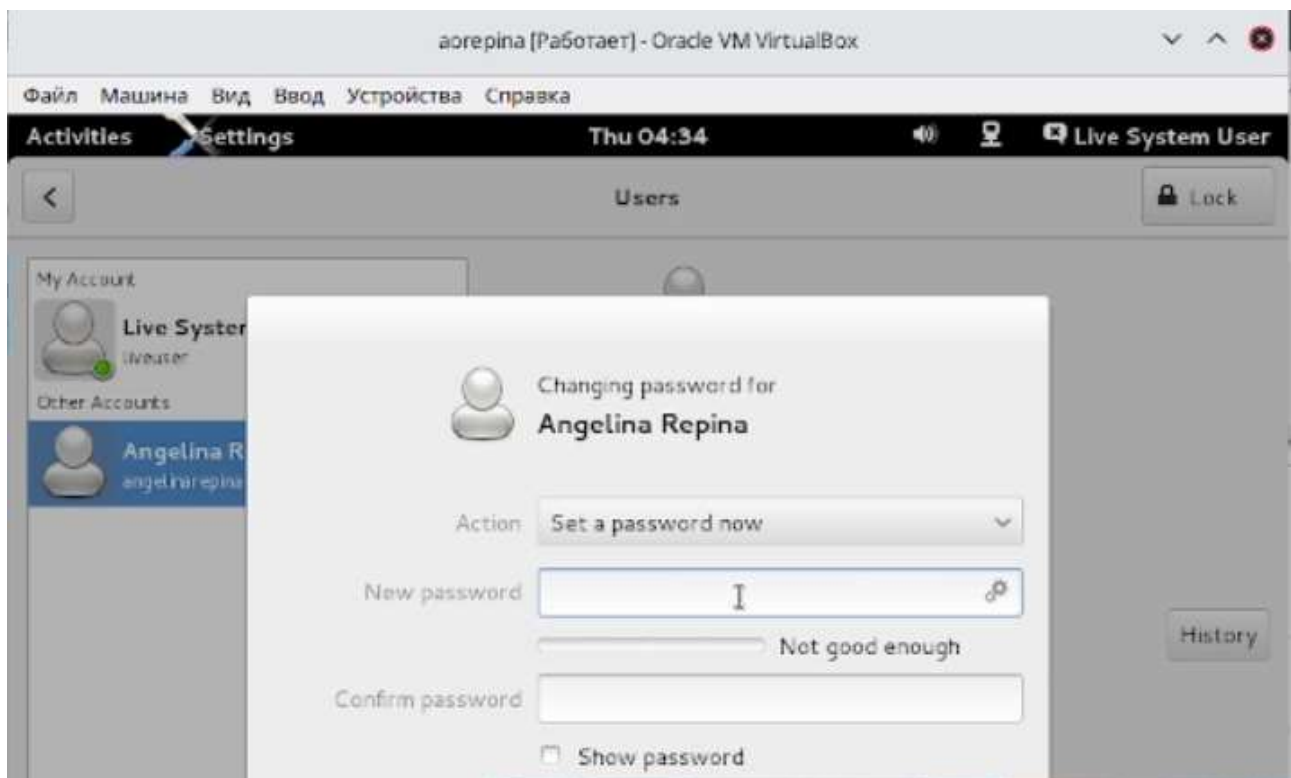 aorepina [Работает] - Oracle VM VirtualBox
Файл Машина Вид Ввод Устройства Справка
Activities Settings Thu 04:34 Live System User
Users Lock
My Account
Live System
liveuser
Other Accounts
Angelina R
angelinarepina
Changing password for
Angelina Repina
Action Set a password now
New password
Not good enough
History
Confirm password
Show password